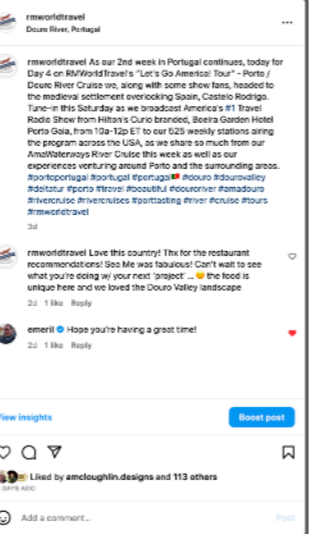 rmworldtravel
Douro River, Portugal
rmworldtravel As our 2nd week in Portugal continues, today for
Day 4 on RMWorldTravel's "Let's Go America! Tour" - Porto /
Douro River Cruise we, along with some show fans, headed to
the medieval settlement overlooking Spain, Castelo Rodrigo.
Tune-in this Saturday as we broadcast America's #1 Travel
Radio Show from Hilton's Curio branded, Boeira Garden Hotel
Porto Gaia, from 10a-12p ET to our 525 weekly stations airing
the program across the USA, as we share so much from our
AmaWaterways River Cruise this week as well as our
experiences venturing around Porto and the surrounding areas.
#portoportugal #portugal #portugal🇵🇹 #douro #dourovalley
#deltatur #porto #travel #beautiful #douroriver #amadouro
#rivercruise #rivercruises #porttasting #river #cruise #tours
#rmworldtravel
3d
rmworldtravel Love this country! Thx for the restaurant
recommendations! Sea Me was fabulous! Can't wait to see
what you're doing w/ your next 'project' ... 😊 the food is
unique here and we loved the Douro Valley landscape
2d 1 like Reply
emeril Hope you're having a great time!
2d 1 like Reply
View insights
Boost post
Liked by amcloughlin.designs and 113 others
DAYS AGO
Add a comment...
Post